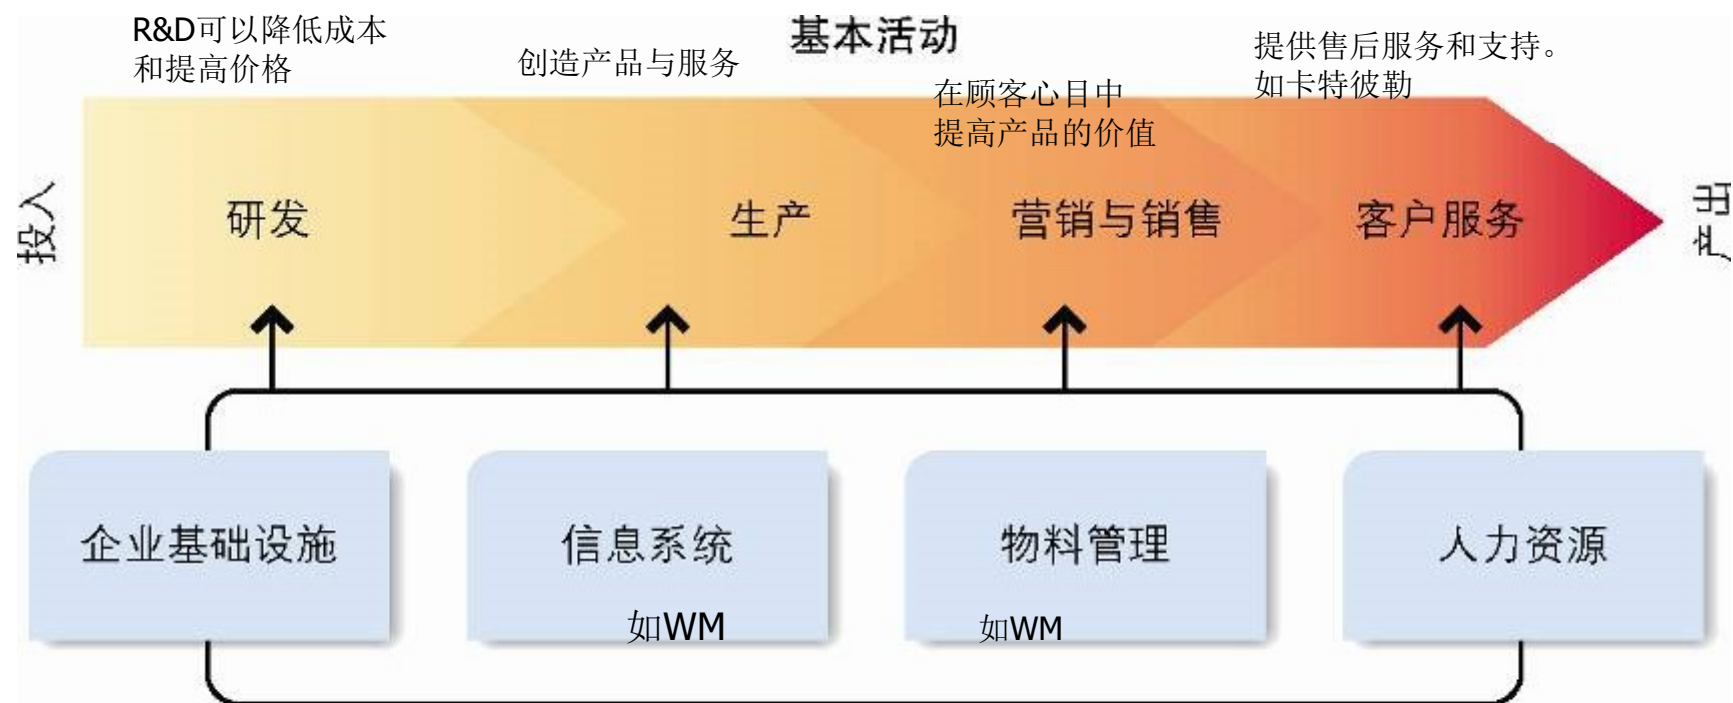 R&D可以降低成本
和提高价格
创造产品与服务
基本活动
在顾客心目中
提高产品的价值
提供售后服务和支持。
如卡特彼勒
投入
研发
生产
营销与销售
客户服务
产出
企业基础设施
信息系统
如WM
物料管理
如WM
人力资源